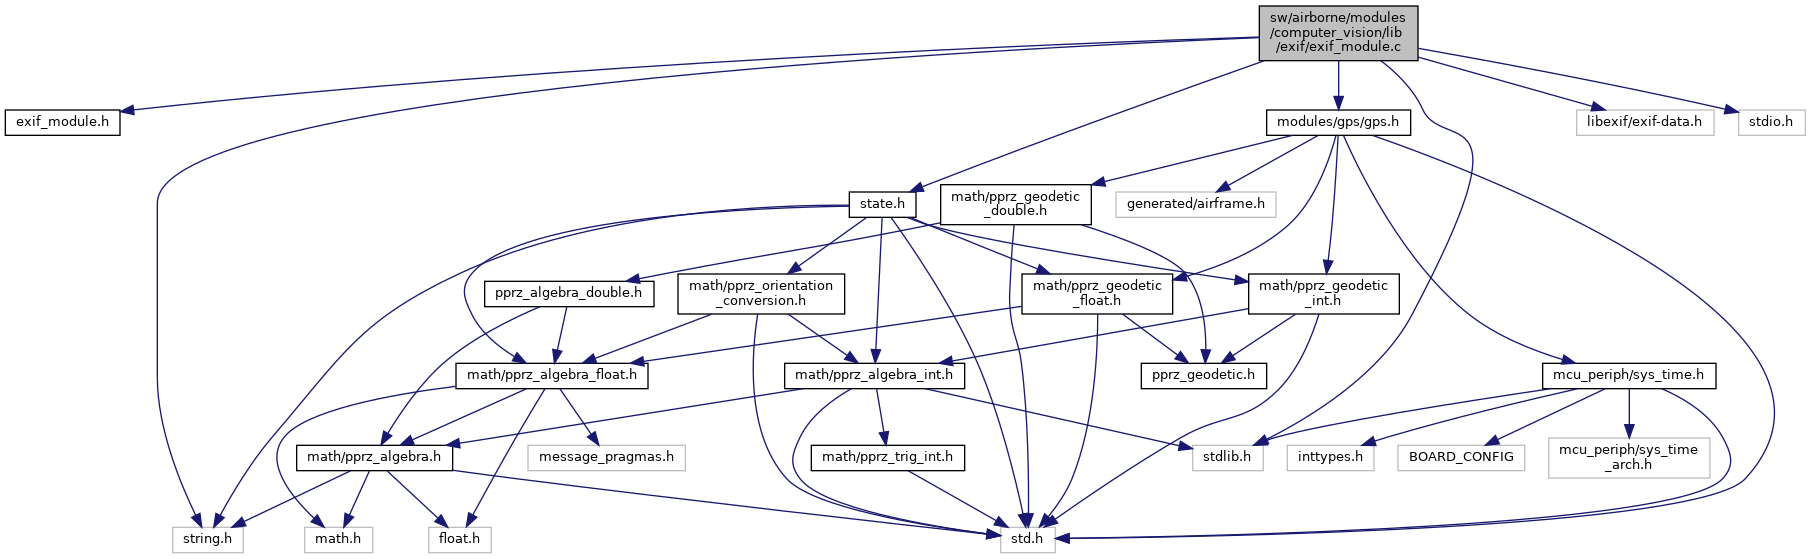 sw/airborne/modules
/computer_vision/lib
/exif/exif_module.c
exif_module.h
modules/gps/gps.h
libexif/exif-data.h
stdio.h
state.h
math/pprz_geodetic
_double.h
generated/airframe.h
pprz_algebra_double.h
math/pprz_orientation
_conversion.h
math/pprz_geodetic
_float.h
math/pprz_geodetic
_int.h
math/pprz_algebra_float.h
math/pprz_algebra_int.h
pprz_geodetic.h
mcu_periph/sys_time.h
math/pprz_algebra.h
message_pragmas.h
math/pprz_trig_int.h
stdlib.h
inttypes.h
BOARD_CONFIG
mcu_periph/sys_time
_arch.h
string.h
math.h
float.h
std.h